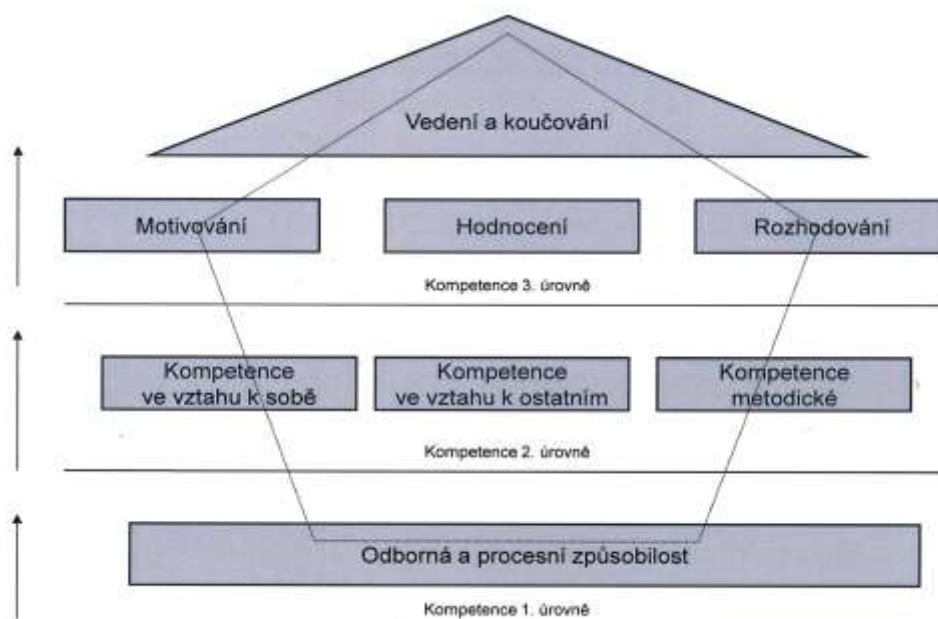 Vedení a koučování
Motivování
Hodnocení
Rozhodování
Kompetence 3. úrovně
Kompetence
ve vztahu k sobě
Kompetence
ve vztahu k ostatním
Kompetence
metodické
Kompetence 2. úrovně
Odborná a procesní způsobilost
Kompetence 1. úrovně